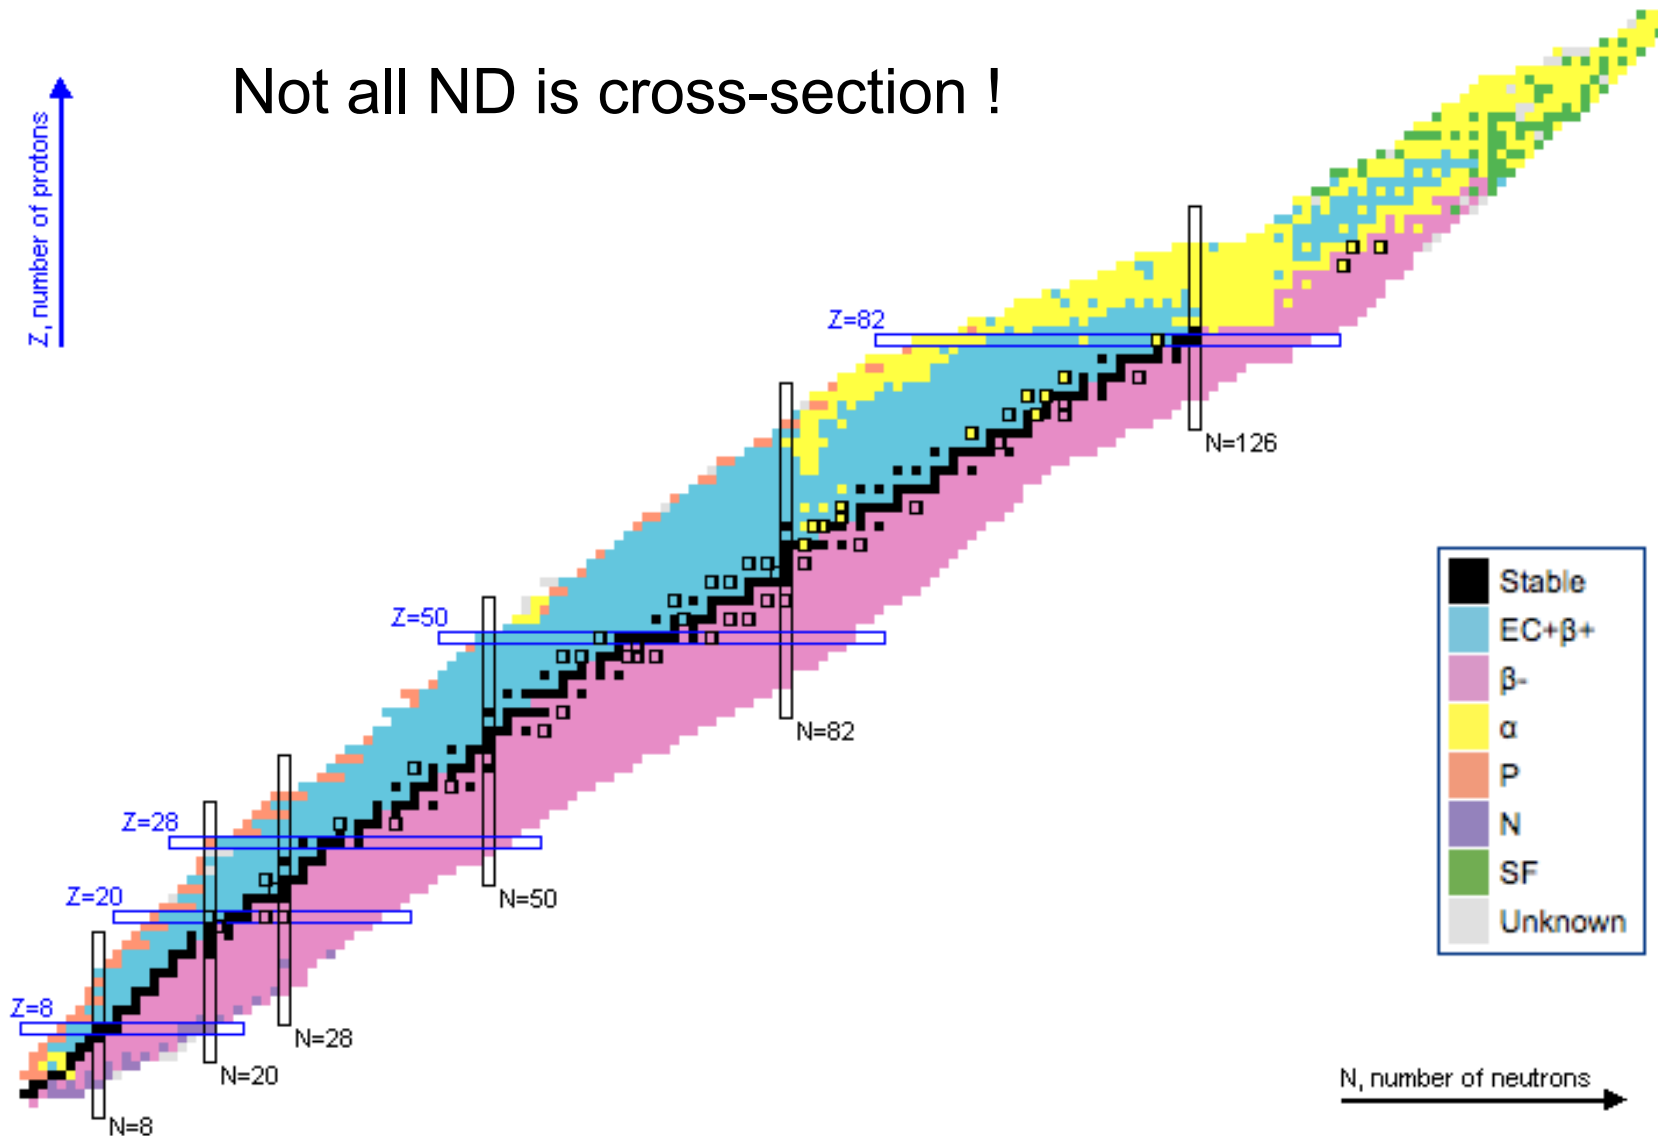 Not all ND is cross-section !
Z, number of protons
Z=82
N=126
Z=50
N=82
Z=28
N=50
Z=20
N=28
Z=8
N=20
N=8
Stable
EC+β+
β-
α
P
N
SF
Unknown
N, number of neutrons